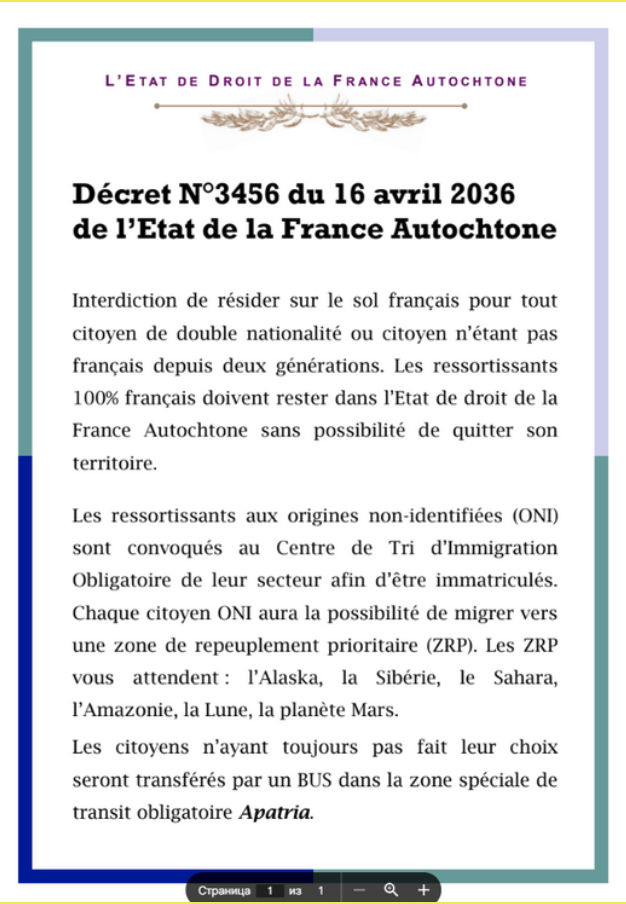 L'ETAT DE DROIT DE LA FRANCE AUTOCHTONE
Décret N°3456 du 16 avril 2036
de l'Etat de la France Autochtone
Interdiction de résider sur le sol français pour tout
citoyen de double nationalité ou citoyen n'étant pas
français depuis deux générations. Les ressortissants
100% français doivent rester dans l'Etat de droit de la
France Autochtone sans possibilité de quitter son
territoire.
Les ressortissants aux origines non-identifiées (ONI)
sont convoqués au Centre de Tri d'Immigration
Obligatoire de leur secteur afin d'être immatriculés.
Chaque citoyen ONI aura la possibilité de migrer vers
une zone de repeuplement prioritaire (ZRP). Les ZRP
vous attendent : l'Alaska, la Sibérie, le Sahara,
l'Amazonie, la Lune, la planète Mars.
Les citoyens n'ayant toujours pas fait leur choix
seront transférés par un BUS dans la zone spéciale de
transit obligatoire Apatria.
Страница 1 из 1